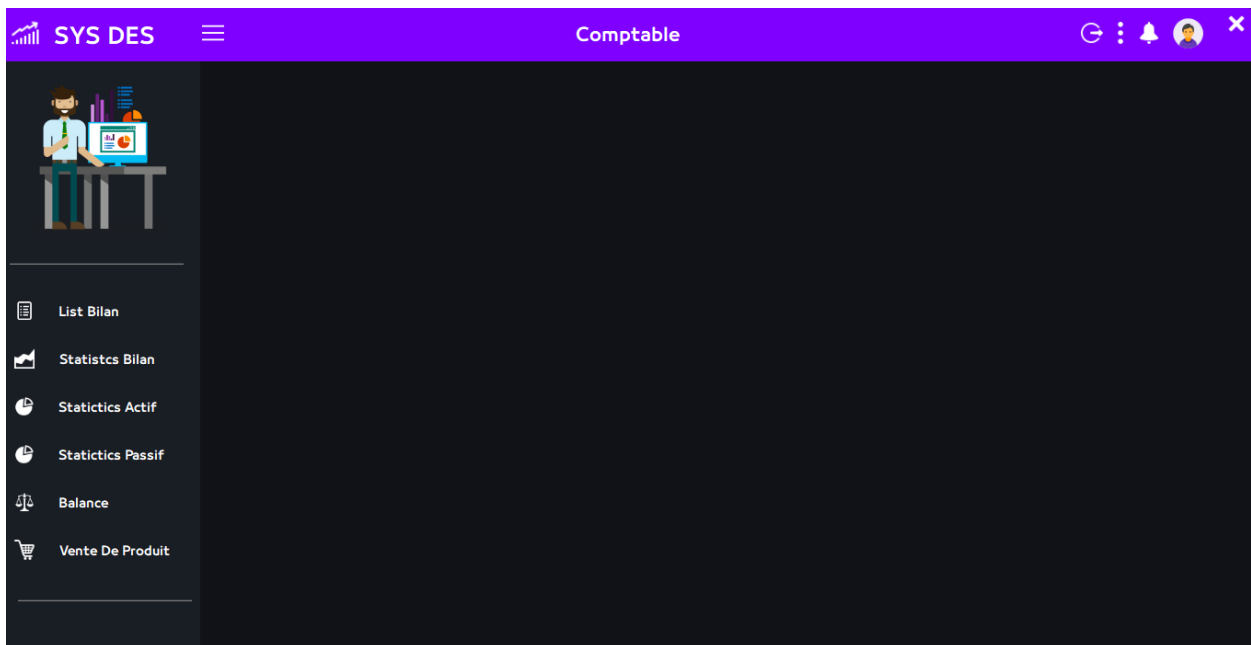 SYS DES
Comptable
List Bilan
Statistcs Bilan
Statictics Actif
Statictics Passif
Balance
Vente De Produit